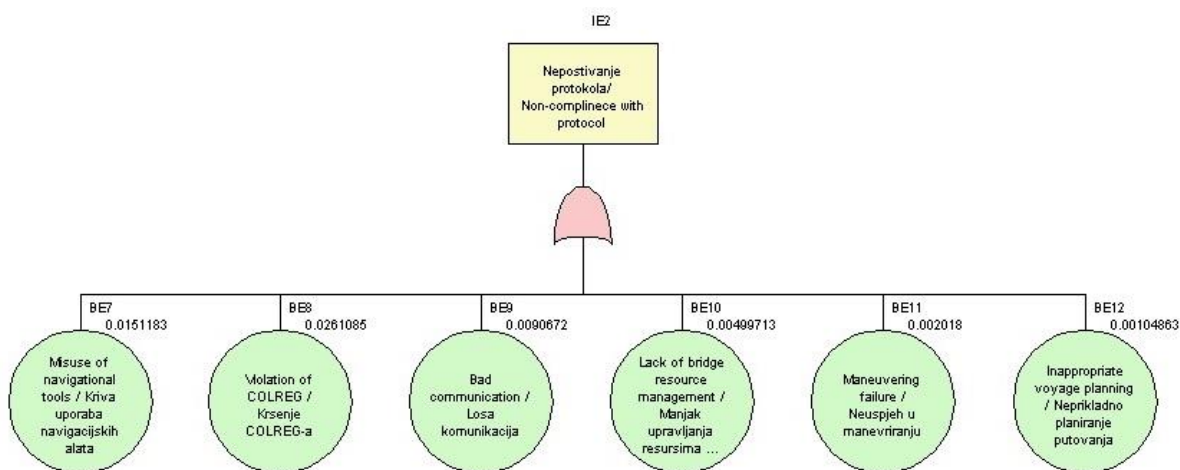 IE2
Nepostivanje
protokola/
Non-complinece with
protocol
BE7
0.0151183
Misuse of
navigational
tools / Kriva
uporaba
navigacijskih
alata
BE8
0.0261085
Violation of
COLREG /
Krsenje
COLREG-a
BE9
0.0090672
Bad
communication /
Losa
komunikacija
BE10
0.00499713
Lack of bridge
resource
management /
Manjak
upravljanja
resursima ...
BE11
0.002018
Maneuvering
failure /
Neuspjeh u
manevriranju
BE12
0.00104863
Inappropriate
voyage planning
/ Neprikladno
planiranje
putovanja